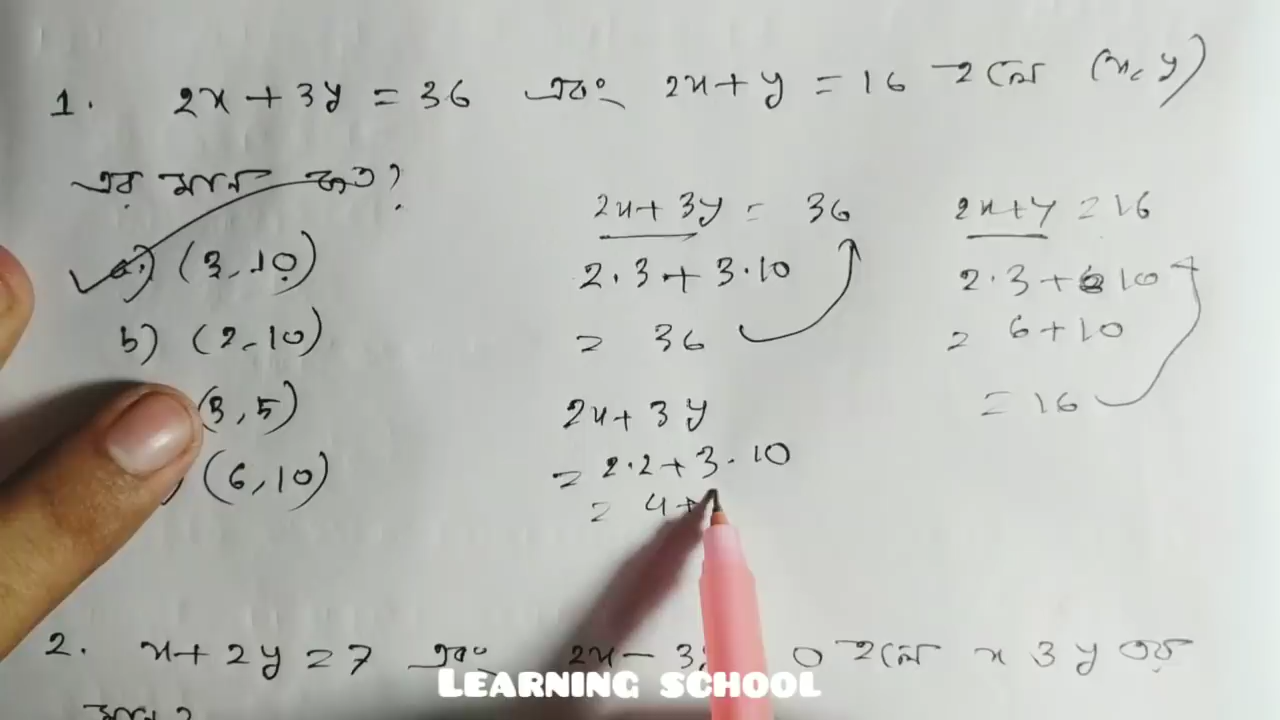 1. 2x + 3y = 36 এবং 2x + y = 16 হলে (x, y)
এর মান কত?
a) (3, 10)
b) (2, 10)
(3, 5)
) (6, 10)
2x + 3y = 36
2·3 + 3·10
= 36
2x + 3y
= 2·2 + 3·10
= 4 +
2x + y = 16
2·3 + 10
= 6 + 10
= 16
2. x + 2y = 7 এবং 2x - 3 0 হলে x ও y এর
মান ?
LEARNING SCHOOL